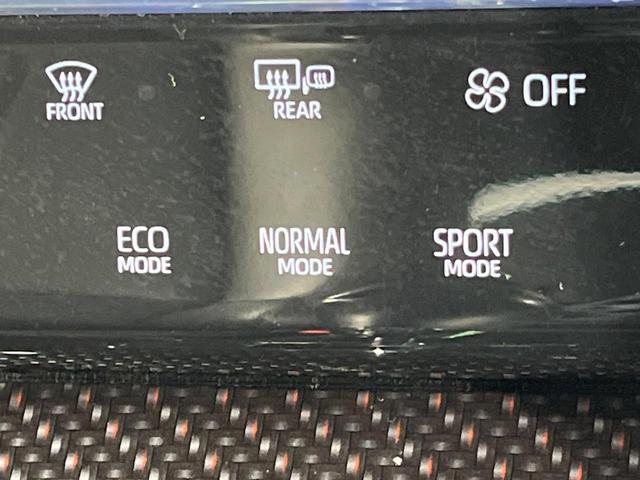 FRONT
REAR
OFF
ECO
MODE
NORMAL
MODE
SPORT
MODE